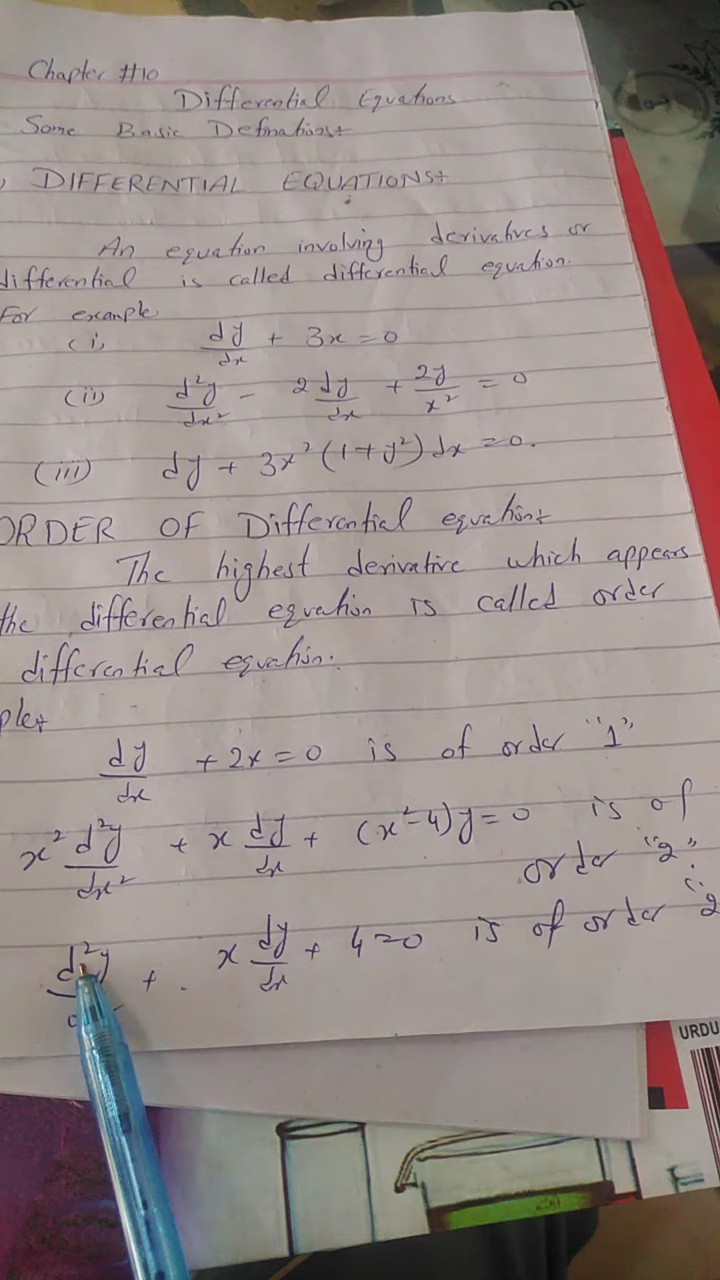 Chapter #10
Differential Equations
Some Basic Definations:
DIFFERENTIAL EQUATIONS:
An equation involving derivatives or
differential is called differential equation.
For example
(i) dy/dx + 3x = 0
(ii) d²y/dx² - 2 dy/dx + 2y/x² = 0
(iii) dy + 3x² (1+y²) dx = 0.
ORDER OF Differential equation:
The highest derivative which appears
the differential equation is called order
differential equation.
ple:
dy/dx + 2x = 0 is of order "1"
x² d²y/dx² + x dy/dx + (x²-4)y = 0 is of
order "2".
d²y + x dy/dx + 4 = 0 is of order "2
URDU